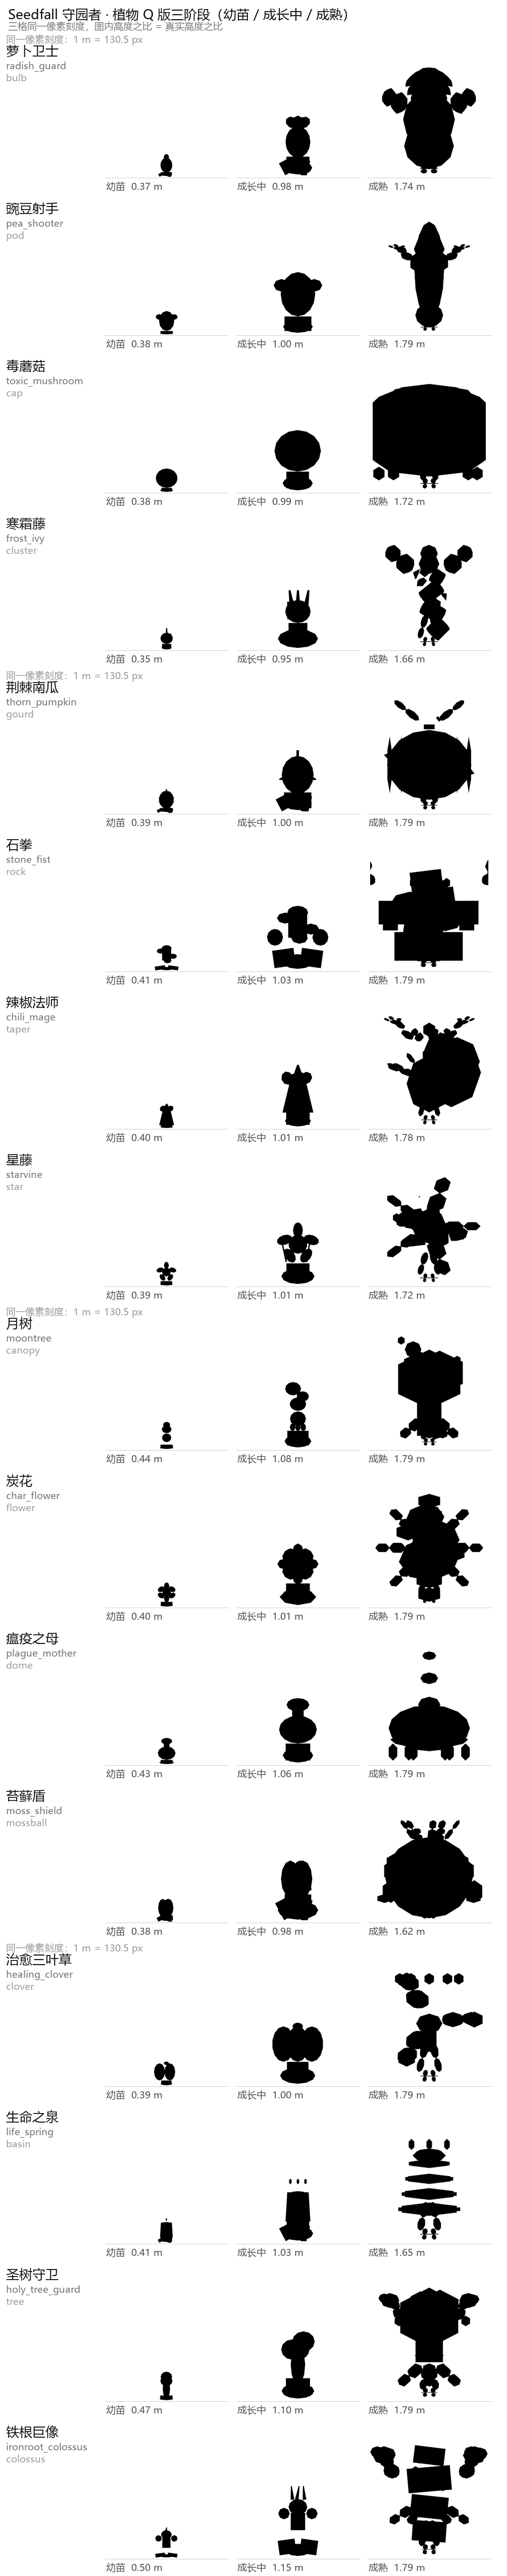 Seedfall 守园者 · 植物 Q 版三阶段（幼苗 / 成长中 / 成熟）
三格同一像素刻度，图内高度之比 = 真实高度之比
同一像素刻度：1 m = 130.5 px
萝卜卫士
radish_guard
bulb
幼苗 0.37 m 成长中 0.98 m 成熟 1.74 m
豌豆射手
pea_shooter
pod
幼苗 0.38 m 成长中 1.00 m 成熟 1.79 m
毒蘑菇
toxic_mushroom
cap
幼苗 0.38 m 成长中 0.99 m 成熟 1.72 m
寒霜藤
frost_ivy
cluster
幼苗 0.35 m 成长中 0.95 m 成熟 1.66 m
同一像素刻度：1 m = 130.5 px
荆棘南瓜
thorn_pumpkin
gourd
幼苗 0.39 m 成长中 1.00 m 成熟 1.79 m
石拳
stone_fist
rock
幼苗 0.41 m 成长中 1.03 m 成熟 1.79 m
辣椒法师
chili_mage
taper
幼苗 0.40 m 成长中 1.01 m 成熟 1.78 m
星藤
starvine
star
幼苗 0.39 m 成长中 1.01 m 成熟 1.72 m
同一像素刻度：1 m = 130.5 px
月树
moontree
canopy
幼苗 0.44 m 成长中 1.08 m 成熟 1.79 m
炭花
char_flower
flower
幼苗 0.40 m 成长中 1.01 m 成熟 1.79 m
瘟疫之母
plague_mother
dome
幼苗 0.43 m 成长中 1.06 m 成熟 1.79 m
苔藓盾
moss_shield
mossball
幼苗 0.38 m 成长中 0.98 m 成熟 1.62 m
同一像素刻度：1 m = 130.5 px
治愈三叶草
healing_clover
clover
幼苗 0.39 m 成长中 1.00 m 成熟 1.79 m
生命之泉
life_spring
basin
幼苗 0.41 m 成长中 1.03 m 成熟 1.65 m
圣树守卫
holy_tree_guard
tree
幼苗 0.47 m 成长中 1.10 m 成熟 1.79 m
铁根巨像
ironroot_colossus
colossus
幼苗 0.50 m 成长中 1.15 m 成熟 1.79 m